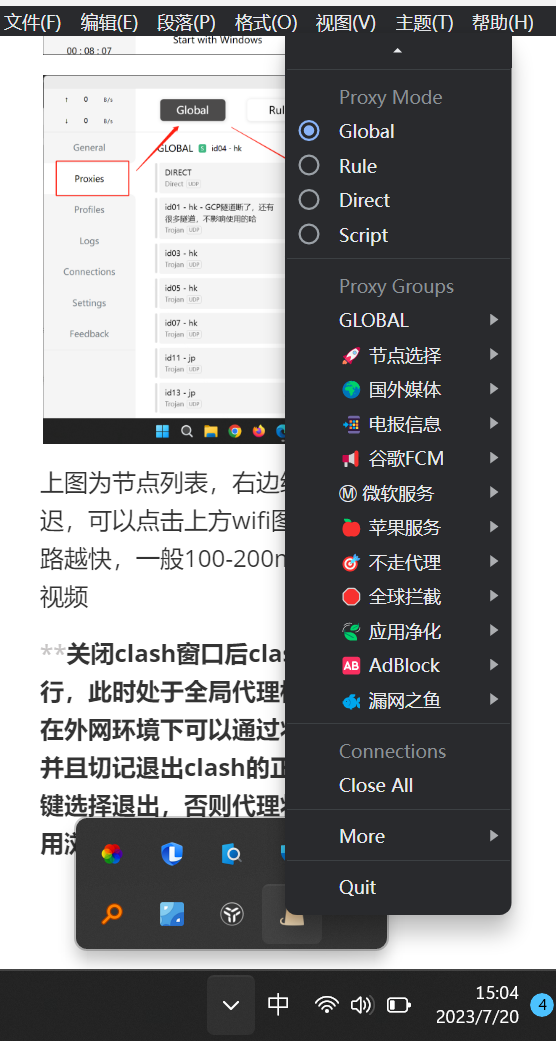 文件(F) 编辑(E) 段落(P) 格式(O) 视图(V) 主题(T) 帮助(H)
00 : 08 : 07
Start with Windows
↑ 0 B/s
↓ 0 B/s
General
Proxies
Profiles
Logs
Connections
Settings
Feedback
Global
Rul
GLOBAL S id04 - hk
DIRECT
Direct UDP
id01 - hk - GCP隧道断了，还有
很多隧道，不影响使用的哈
Trojan UDP
id03 - hk
Trojan UDP
id05 - hk
Trojan UDP
id07 - hk
Trojan UDP
id11 - jp
Trojan UDP
id13 - jp
Trojan UDP
上图为节点列表，右边
迟，可以点击上方wifi图
路越快，一般100-200m
视频
**关闭clash窗口后clas
行，此时处于全局代理
在外网环境下可以通过
并且切记退出clash的正
键选择退出，否则代理
用
Proxy Mode
Global
Rule
Direct
Script
Proxy Groups
GLOBAL
节点选择
国外媒体
电报信息
谷歌FCM
Ⓜ 微软服务
苹果服务
不走代理
全球拦截
应用净化
AB AdBlock
漏网之鱼
Connections
Close All
More
Quit
中
15:04
2023/7/20
4